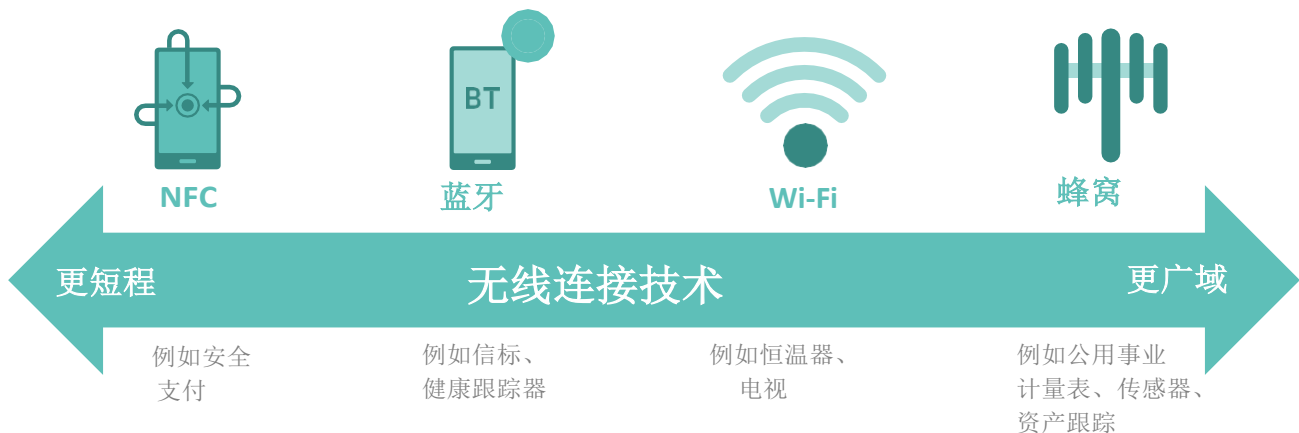 BT
NFC
蓝牙
Wi-Fi
蜂窝
更短程
无线连接技术
更广域
例如安全
支付
例如信标、
健康跟踪器
例如恒温器、
电视
例如公用事业
计量表、传感器、
资产跟踪